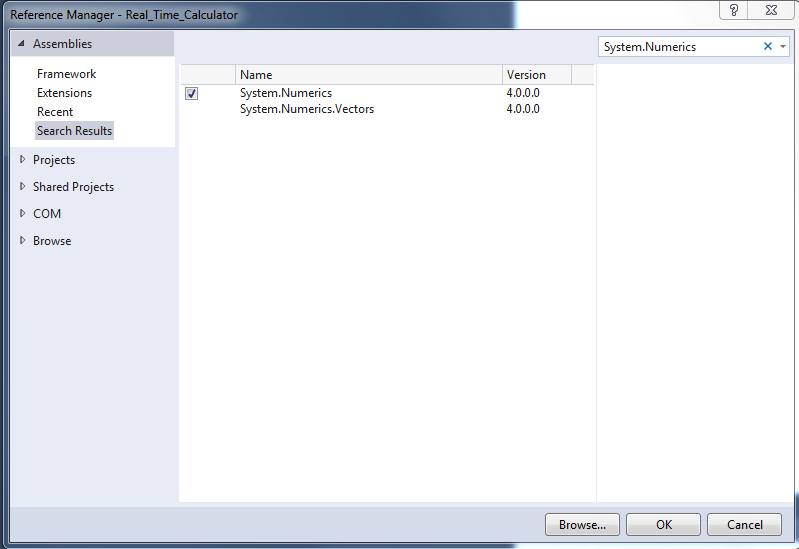 Reference Manager - Real_Time_Calculator
?
Assemblies
System.Numerics
Framework
Extensions
Recent
Search Results
Projects
Shared Projects
COM
Browse
Name Version
System.Numerics 4.0.0.0
System.Numerics.Vectors 4.0.0.0
Browse... OK Cancel